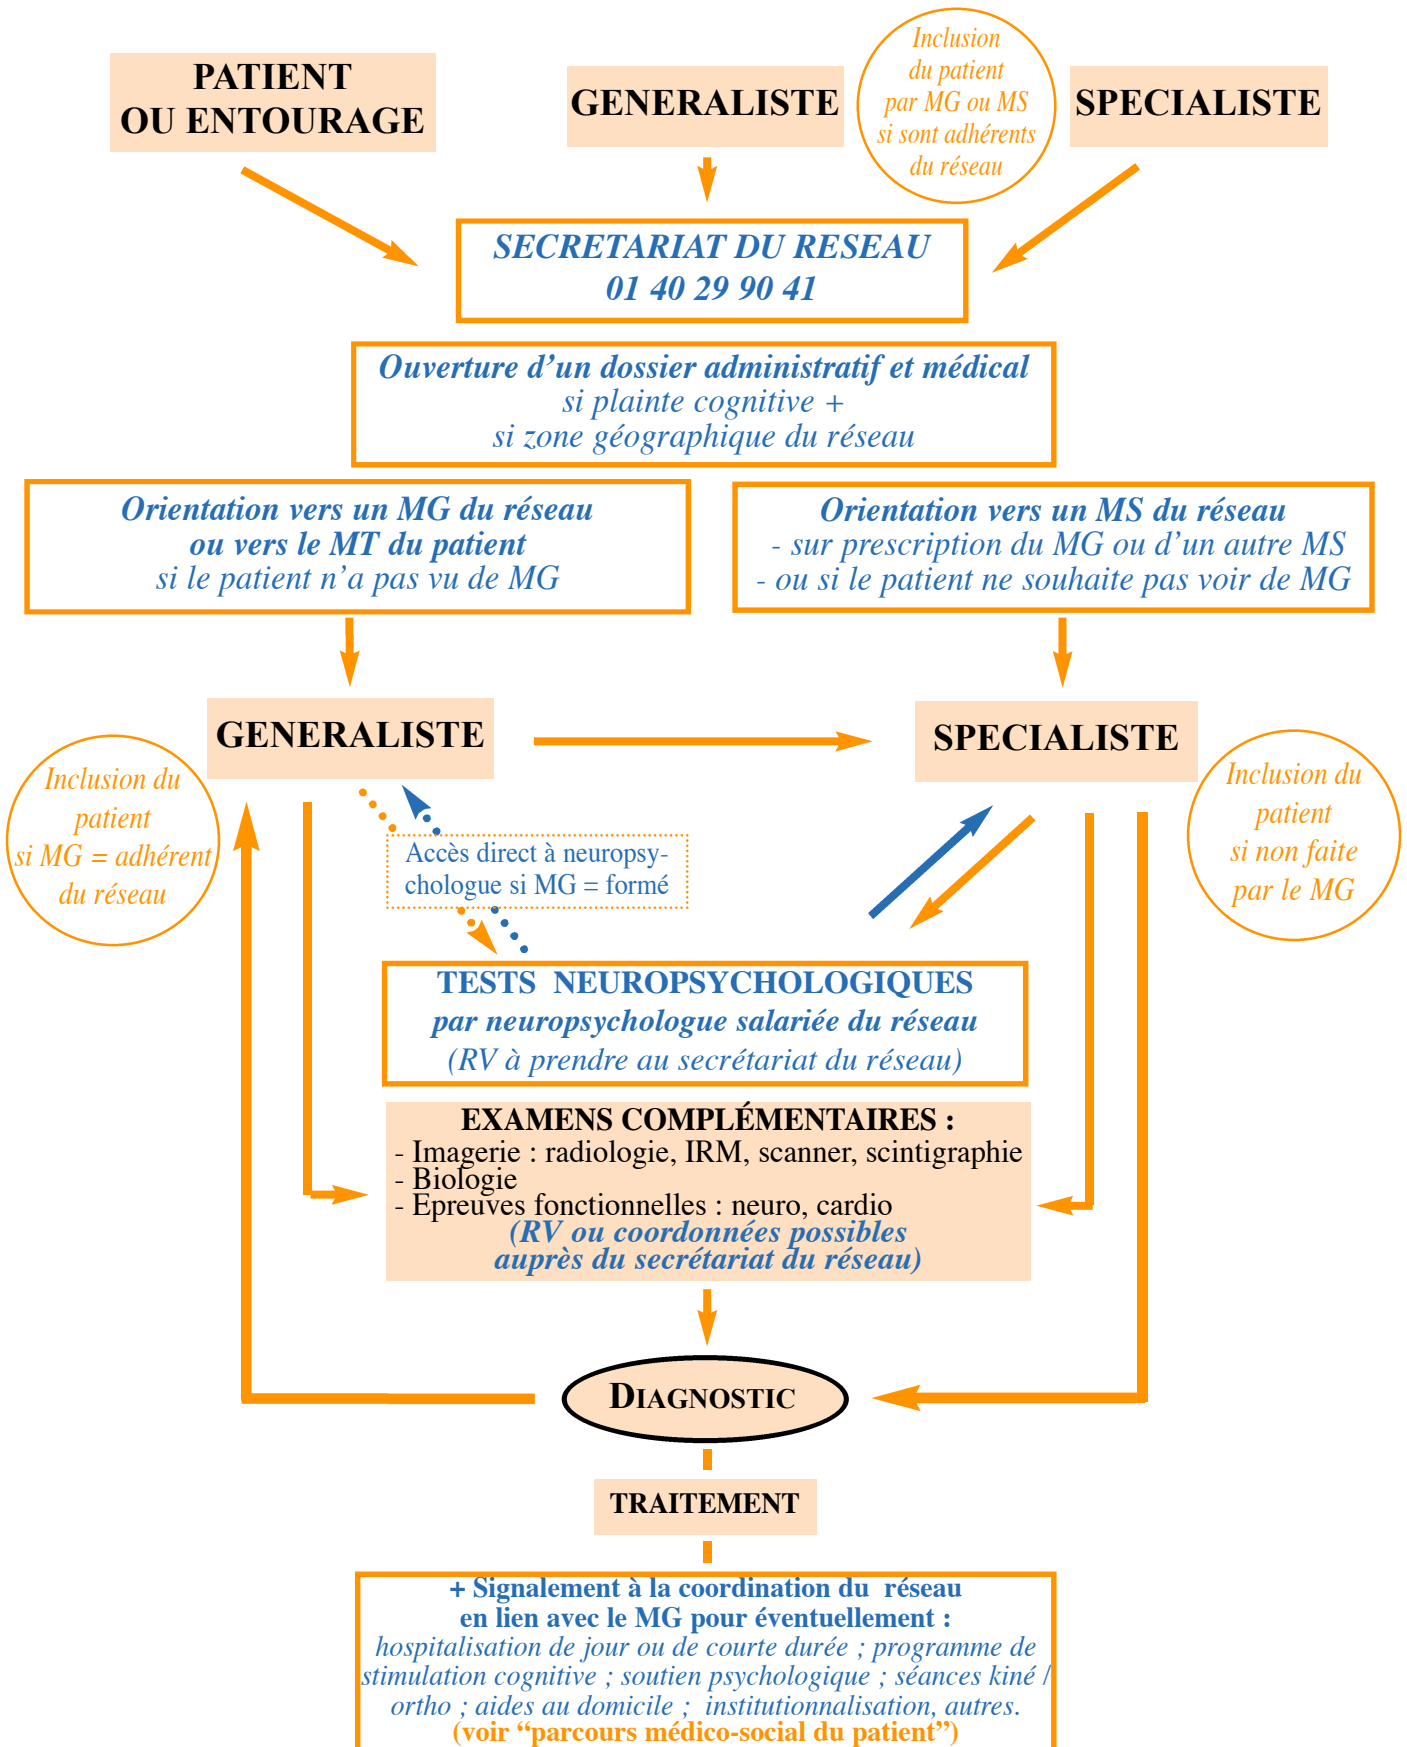 PATIENT
OU ENTOURAGE
GENERALISTE
Inclusion
du patient
par MG ou MS
si sont adhérents
du réseau
SPECIALISTE
SECRETARIAT DU RESEAU
01 40 29 90 41
Ouverture d’un dossier administratif et médical
si plainte cognitive +
si zone géographique du réseau
Orientation vers un MG du réseau
ou vers le MT du patient
si le patient n’a pas vu de MG
Orientation vers un MS du réseau
- sur prescription du MG ou d’un autre MS
- ou si le patient ne souhaite pas voir de MG
GENERALISTE
SPECIALISTE
Inclusion du
patient
si MG = adhérent
du réseau
Inclusion du
patient
si non faite
par le MG
Accès direct à neuropsy-
chologue si MG = formé
TESTS NEUROPSYCHOLOGIQUES
par neuropsychologue salariée du réseau
(RV à prendre au secrétariat du réseau)
EXAMENS COMPLÉMENTAIRES :
- Imagerie : radiologie, IRM, scanner, scintigraphie
- Biologie
- Epreuves fonctionnelles : neuro, cardio
(RV ou coordonnées possibles
auprès du secrétariat du réseau)
DIAGNOSTIC
TRAITEMENT
+ Signalement à la coordination du réseau
en lien avec le MG pour éventuellement :
hospitalisation de jour ou de courte durée ; programme de
stimulation cognitive ; soutien psychologique ; séances kiné /
ortho ; aides au domicile ; institutionnalisation, autres.
(voir “parcours médico-social du patient”)